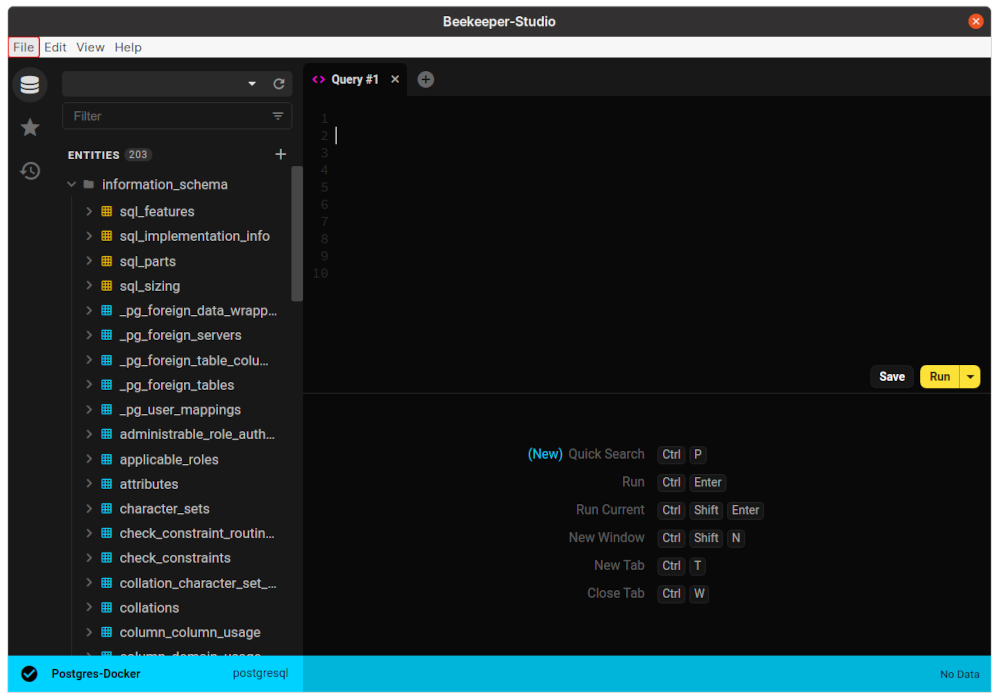 Beekeeper-Studio
File Edit View Help
Query #1
Filter
ENTITIES 203
information_schema
sql_features
sql_implementation_info
sql_parts
sql_sizing
_pg_foreign_data_wrapp...
_pg_foreign_servers
_pg_foreign_table_colu...
_pg_foreign_tables
_pg_user_mappings
administrable_role_auth...
applicable_roles
attributes
character_sets
check_constraint_routin...
check_constraints
collation_character_set_...
collations
column_column_usage
column_domain_usage
1
2
3
4
5
6
7
8
9
10
Save Run
(New) Quick Search Ctrl P
Run Ctrl Enter
Run Current Ctrl Shift Enter
New Window Ctrl Shift N
New Tab Ctrl T
Close Tab Ctrl W
Postgres-Docker postgresql No Data